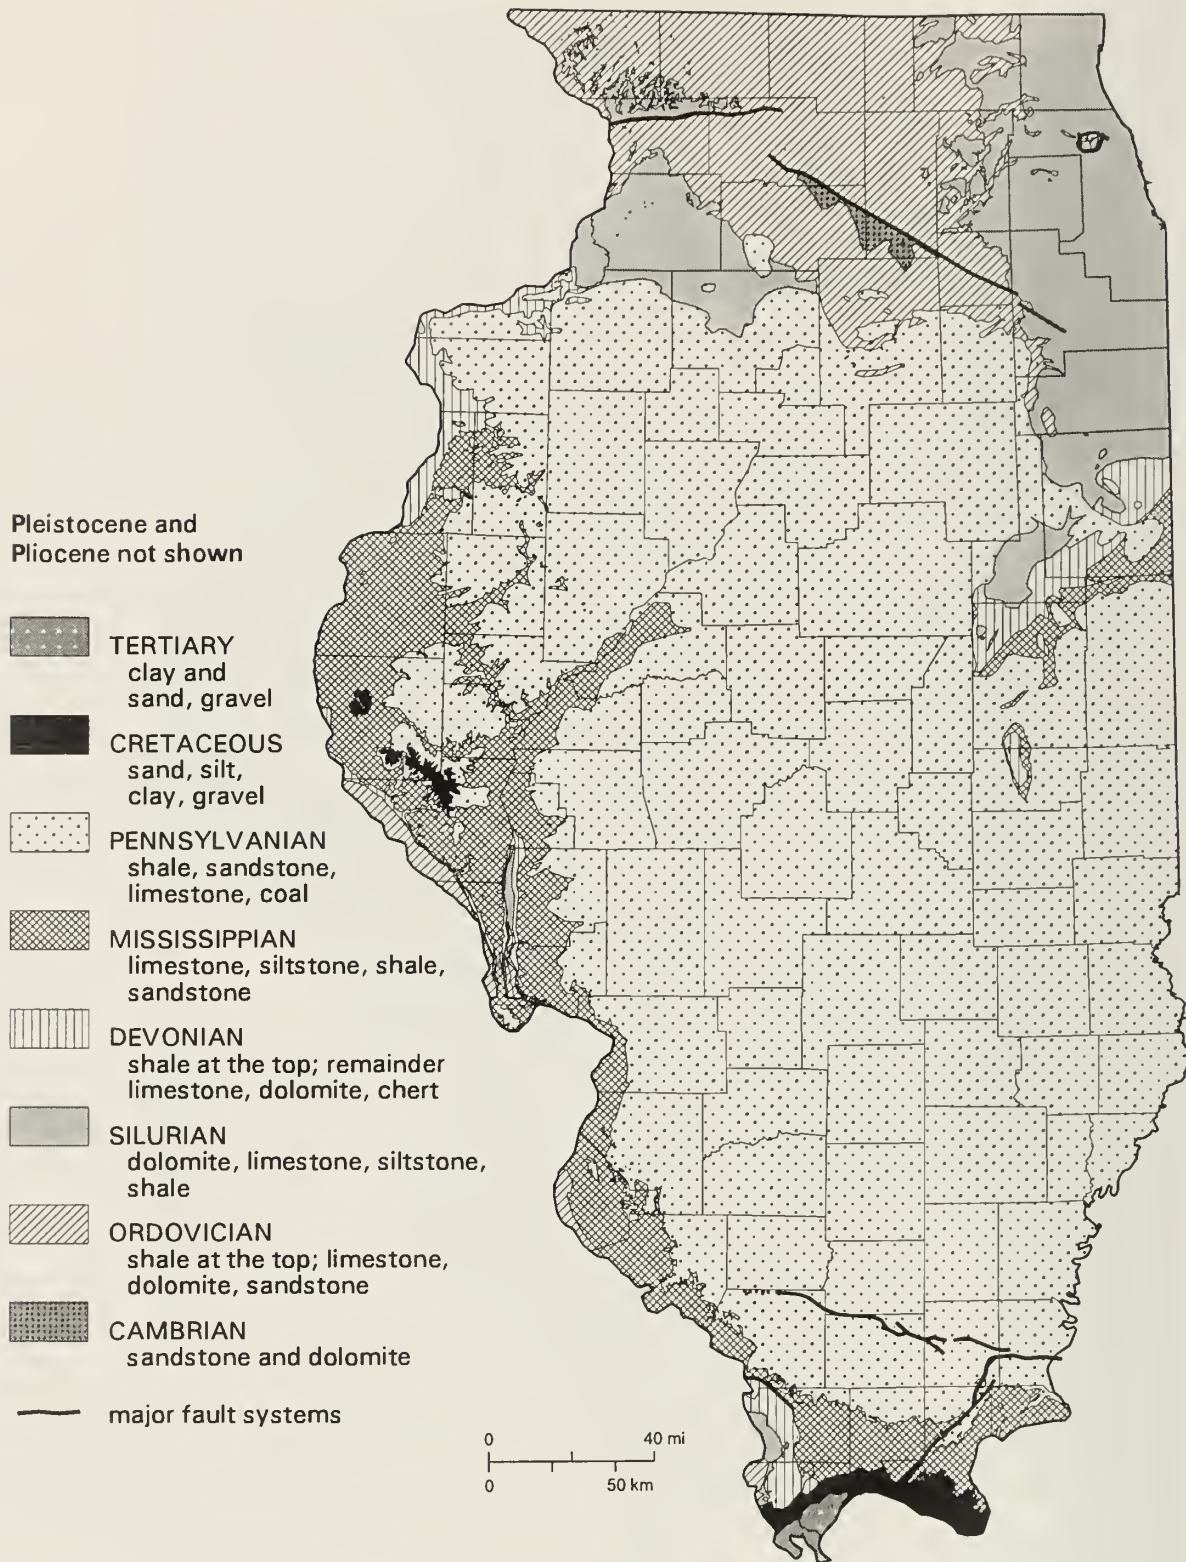 Pleistocene and
Pliocene not shown
TERTIARY
clay and
sand, gravel
CRETACEOUS
sand, silt,
clay, gravel
PENNSYLVANIAN
shale, sandstone,
limestone, coal
MISSISSIPPIAN
limestone, siltstone, shale,
sandstone
DEVONIAN
shale at the top; remainder
limestone, dolomite, chert
SILURIAN
dolomite, limestone, siltstone,
shale
ORDOVICIAN
shale at the top; limestone,
dolomite, sandstone
CAMBRIAN
sandstone and dolomite
major fault systems
0 40 mi
0 50 km